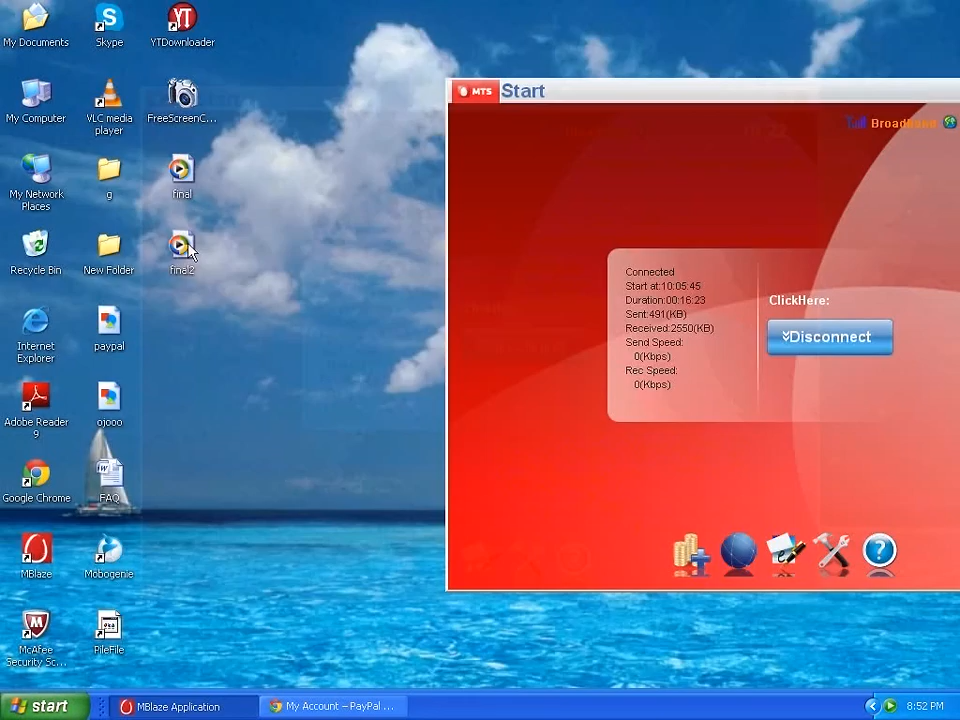 My Documents
Skype
YTDownloader
My Computer
VLC media
player
FreeScreenC...
My Network
Places
g
final
Recycle Bin
New Folder
final2
Internet
Explorer
paypal
Adobe Reader
9
ojooo
Google Chrome
FAQ
MBlaze
Mobogenie
McAfee
Security Sc...
PileFile
MTS Start
Full Broadband
Connected
Start at:10:05:45
Duration:00:16:23
Sent:491(KB)
Received:2550(KB)
Send Speed:
0(Kbps)
Rec Speed:
0(Kbps)
ClickHere:
Disconnect
start
MBlaze Application
My Account – PayPal ...
8:52 PM